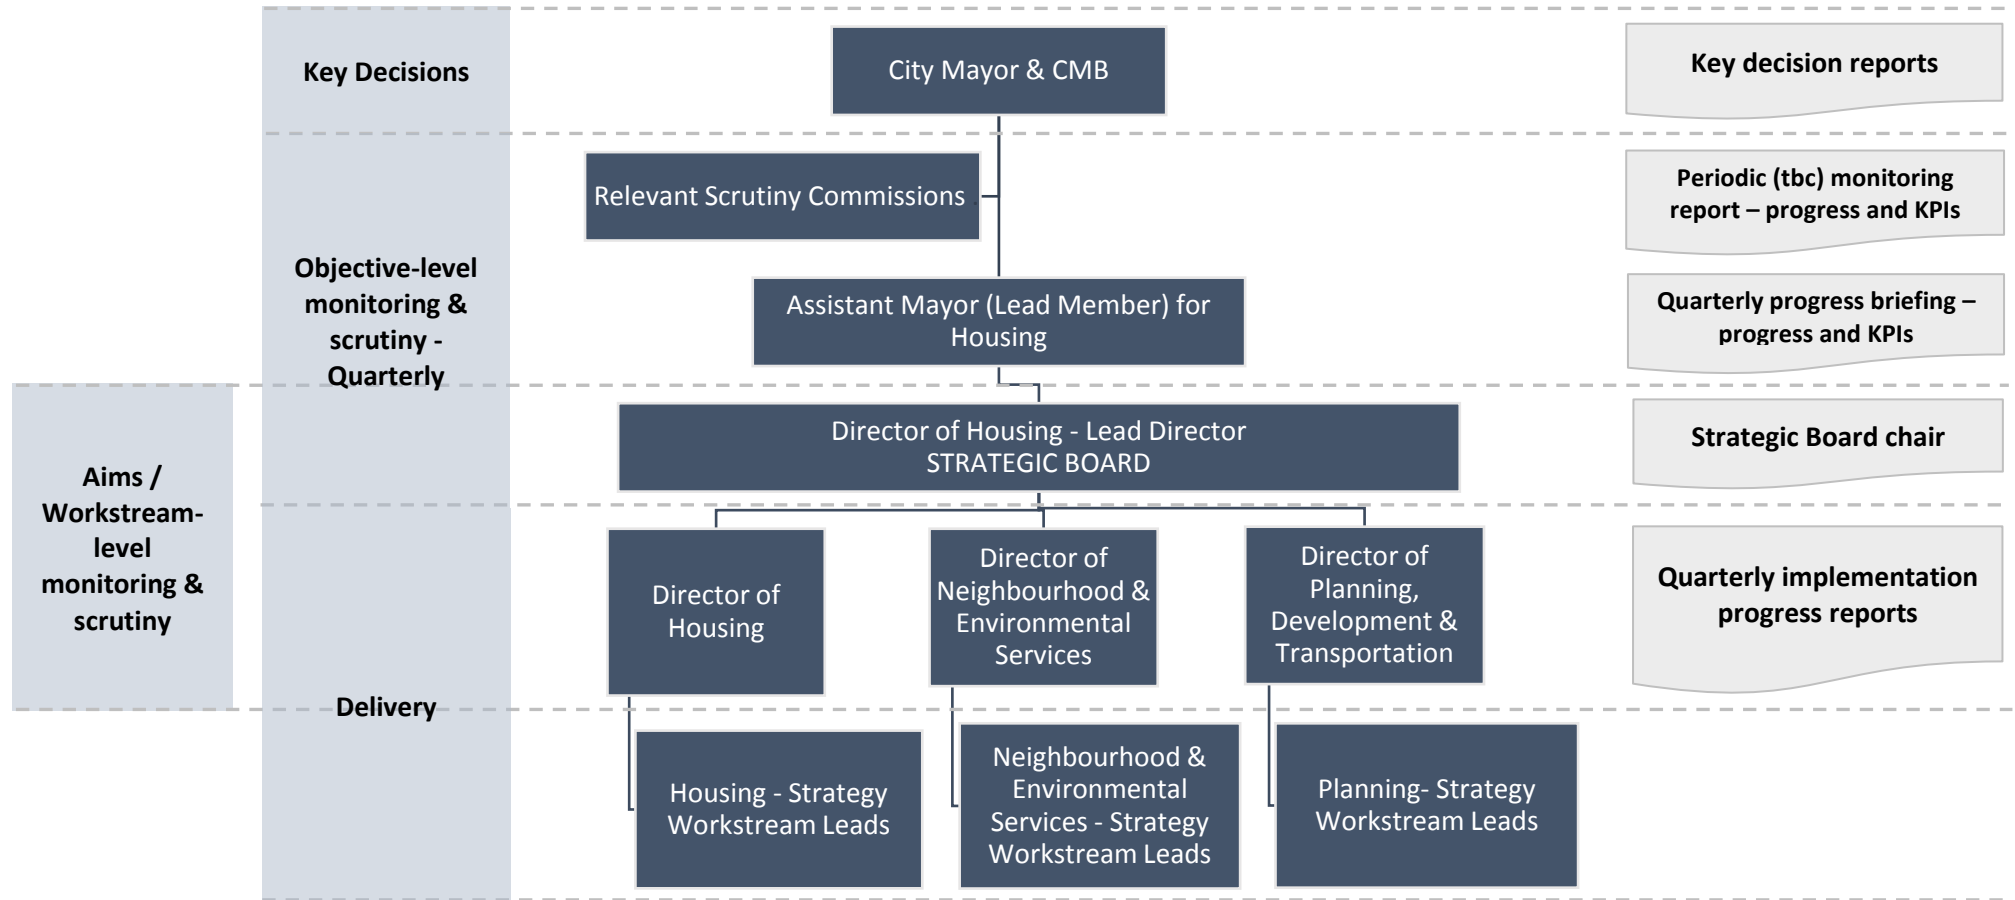 Key Decisions
City Mayor & CMB
Key decision reports
Relevant Scrutiny Commissions .
Periodic (tbc) monitoring
report – progress and KPIs
Objective-level
monitoring &
scrutiny -
Quarterly
Assistant Mayor (Lead Member) for
Housing
Quarterly progress briefing –
progress and KPIs
Director of Housing - Lead Director
STRATEGIC BOARD
Strategic Board chair
Aims /
Workstream-
level
monitoring &
scrutiny
Director of
Housing
Director of
Neighbourhood &
Environmental
Services
Director of
Planning,
Development &
Transportation
Quarterly implementation
progress reports
Delivery
Housing - Strategy
Workstream Leads
Neighbourhood &
Environmental
Services - Strategy
Workstream Leads
Planning- Strategy
Workstream Leads